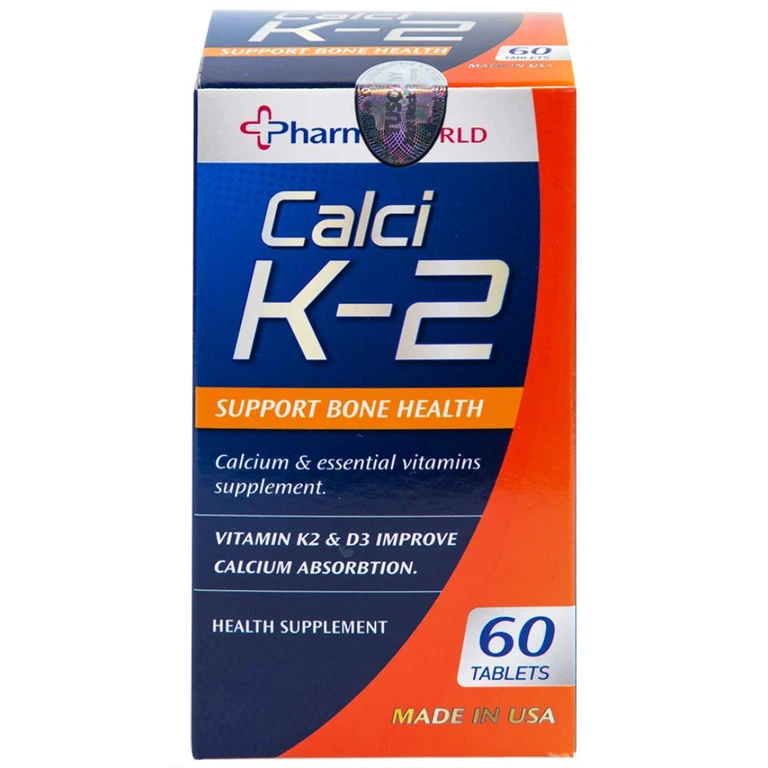 K-2
SUPPORT BONE HEALTH
60
TABLETS
MADE IN USA
Calci
K-2
SUPPORT BONE HEALTH
Calcium & essential vitamins
supplement.
VITAMIN K2 & D3 IMPROVE
CALCIUM ABSORBTION.
HEALTH SUPPLEMENT
60
TABLETS
MADE IN USA